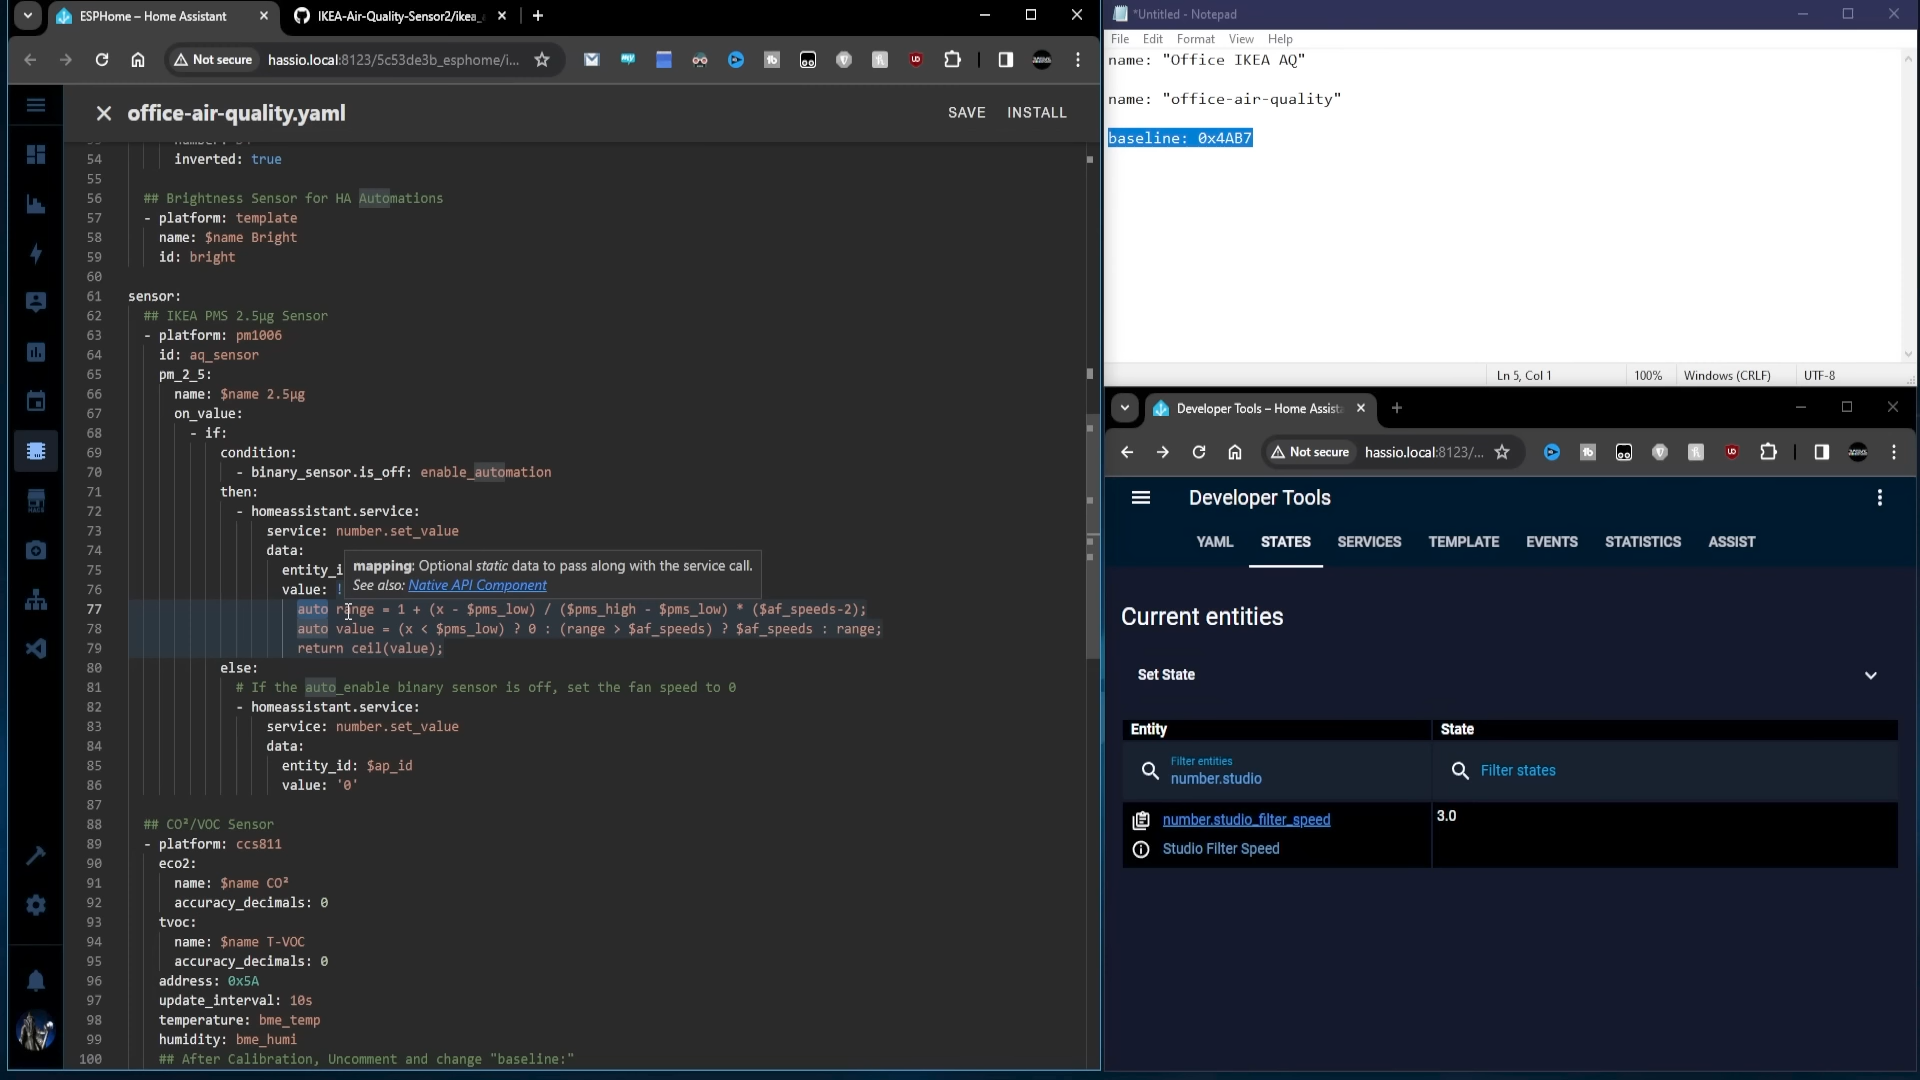 ESPHome – Home Assistant
IKEA-Air-Quality-Sensor2/ikea_
Not secure
hassio.local:8123/5c53de3b_esphome/i...
office-air-quality.yaml
SAVE
INSTALL
54 inverted: true
55
56 ## Brightness Sensor for HA Automations
57 - platform: template
58 name: $name Bright
59 id: bright
60
61 sensor:
62 ## IKEA PMS 2.5µg Sensor
63 - platform: pm1006
64 id: aq_sensor
65 pm_2_5:
66 name: $name 2.5µg
67 on_value:
68 - if:
69 condition:
70 - binary_sensor.is_off: enable_automation
71 then:
72 - homeassistant.service:
73 service: number.set_value
74 data:
75 entity_i
76 value: !
mapping: Optional static data to pass along with the service call.
See also: Native API Component
77 auto range = 1 + (x - $pms_low) / ($pms_high - $pms_low) * ($af_speeds-2);
78 auto value = (x < $pms_low) ? 0 : (range > $af_speeds) ? $af_speeds : range;
79 return ceil(value);
80 else:
81 # If the auto_enable binary sensor is off, set the fan speed to 0
82 - homeassistant.service:
83 service: number.set_value
84 data:
85 entity_id: $ap_id
86 value: '0'
87
88 ## CO²/VOC Sensor
89 - platform: ccs811
90 eco2:
91 name: $name CO²
92 accuracy_decimals: 0
93 tvoc:
94 name: $name T-VOC
95 accuracy_decimals: 0
96 address: 0x5A
97 update_interval: 10s
98 temperature: bme_temp
99 humidity: bme_humi
100 ## After Calibration, Uncomment and change "baseline:"
*Untitled - Notepad
File Edit Format View Help
name: "Office IKEA AQ"
name: "office-air-quality"
baseline: 0x4AB7
Ln 5, Col 1
100%
Windows (CRLF)
UTF-8
Developer Tools – Home Assista
Not secure
hassio.local:8123/...
Developer Tools
YAML STATES SERVICES TEMPLATE EVENTS STATISTICS ASSIST
Current entities
Set State
Entity State
Filter entities
number.studio
Filter states
number.studio_filter_speed
3.0
Studio Filter Speed